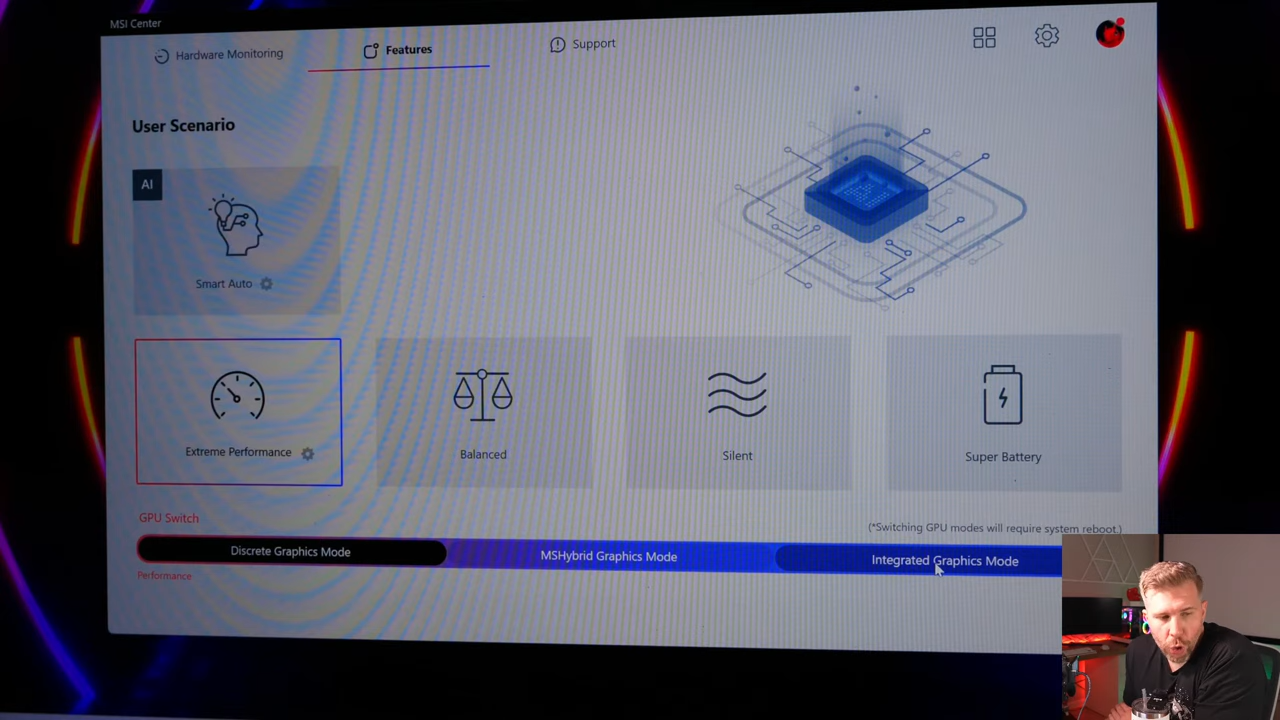 MSI Center
Hardware Monitoring
Features
Support
User Scenario
AI
Smart Auto
Extreme Performance
Balanced
Silent
Super Battery
GPU Switch
(*Switching GPU modes will require system reboot.)
Discrete Graphics Mode
MSHybrid Graphics Mode
Integrated Graphics Mode
Performance